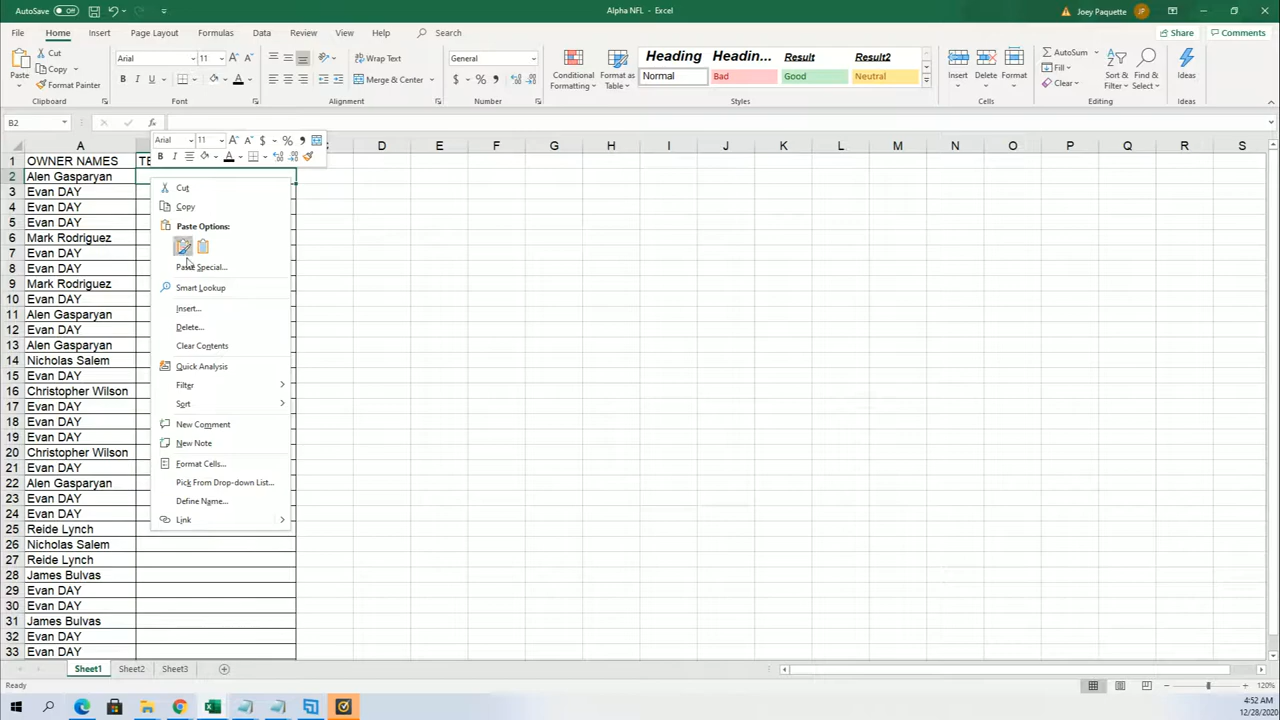 AutoSave Off
Alpha NFL - Excel
Joey Paquette JP
File Home Insert Page Layout Formulas Data Review View Help Search
Share Comments
Paste
Cut
Copy
Format Painter
Clipboard
Arial 11
B I U
Font
Wrap Text
Merge & Center
Alignment
General
$ % ,
Number
Conditional Formatting
Format as Table
Heading Headin... Result Result2
Normal Bad Good Neutral
Styles
Insert Delete Format
Cells
AutoSum
Fill
Clear
Sort & Filter
Find & Select
Editing
Ideas
Ideas
B2 fx
Arial 11 $ % ,
B I A
A D E F G H I J K L M N O P Q R S
1 OWNER NAMES TE
2 Alen Gasparyan
3 Evan DAY
4 Evan DAY
5 Evan DAY
6 Mark Rodriguez
7 Evan DAY
8 Evan DAY
9 Mark Rodriguez
10 Evan DAY
11 Alen Gasparyan
12 Evan DAY
13 Alen Gasparyan
14 Nicholas Salem
15 Evan DAY
16 Christopher Wilson
17 Evan DAY
18 Evan DAY
19 Evan DAY
20 Christopher Wilson
21 Evan DAY
22 Alen Gasparyan
23 Evan DAY
24 Evan DAY
25 Reide Lynch
26 Nicholas Salem
27 Reide Lynch
28 James Bulvas
29 Evan DAY
30 Evan DAY
31 James Bulvas
32 Evan DAY
33 Evan DAY
Cut
Copy
Paste Options:
Paste Special...
Smart Lookup
Insert...
Delete...
Clear Contents
Quick Analysis
Filter
Sort
New Comment
New Note
Format Cells...
Pick From Drop-down List...
Define Name...
Link
Sheet1 Sheet2 Sheet3
Ready
120%
4:52 AM
12/28/2020